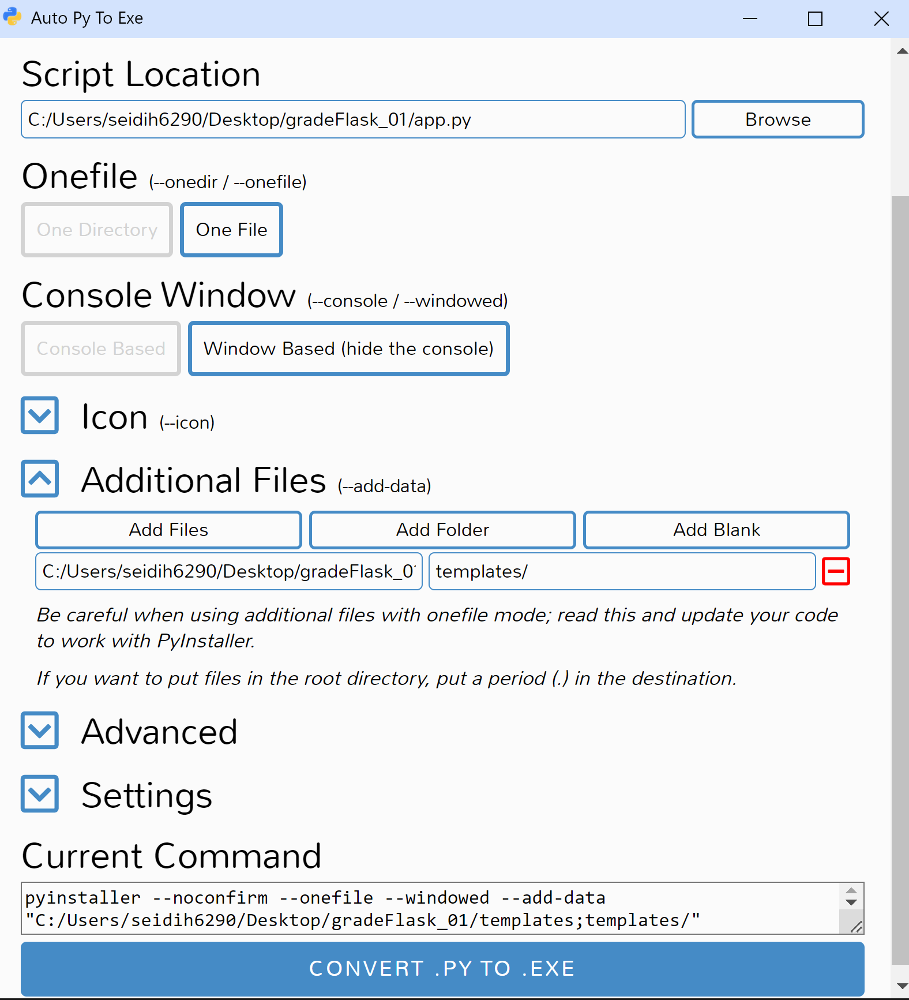 Auto Py To Exe
Script Location
C:/Users/seidih6290/Desktop/gradeFlask_01/app.py
Browse
Onefile (--onedir / --onefile)
One Directory
One File
Console Window (--console / --windowed)
Console Based
Window Based (hide the console)
Icon (--icon)
Additional Files (--add-data)
Add Files
Add Folder
Add Blank
C:/Users/seidih6290/Desktop/gradeFlask_01
templates/
Be careful when using additional files with onefile mode; read this and update your code
to work with PyInstaller.
If you want to put files in the root directory, put a period (.) in the destination.
Advanced
Settings
Current Command
pyinstaller --noconfirm --onefile --windowed --add-data
"C:/Users/seidih6290/Desktop/gradeFlask_01/templates;templates/"
CONVERT .PY TO .EXE